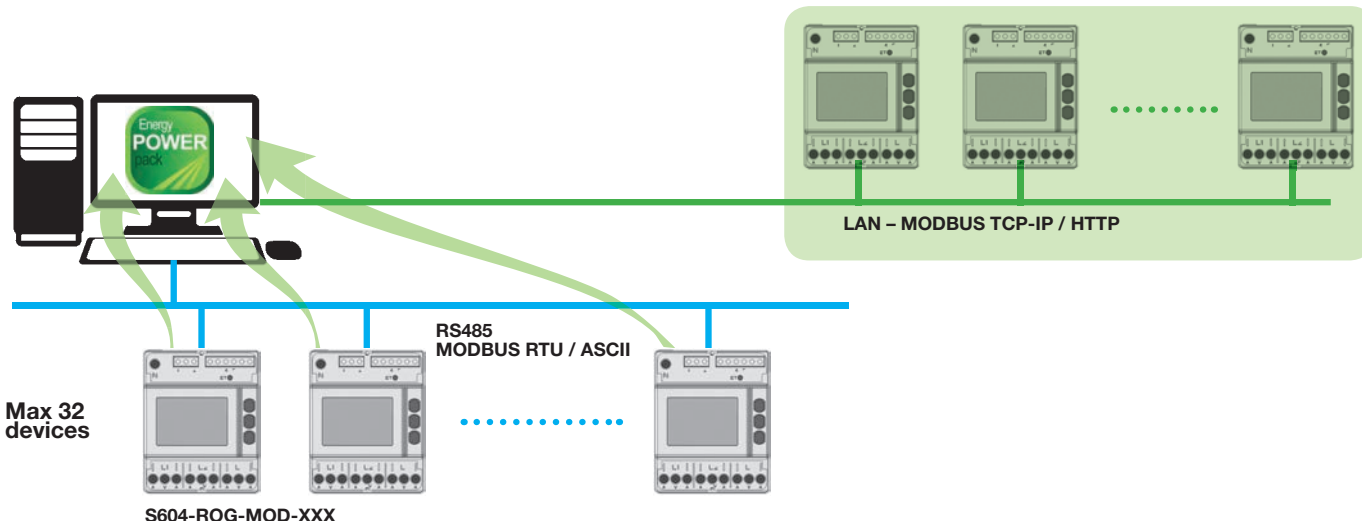 Energy
POWER
pack
LAN – MODBUS TCP-IP / HTTP
RS485
MODBUS RTU / ASCII
Max 32
devices
S604-ROG-MOD-XXX